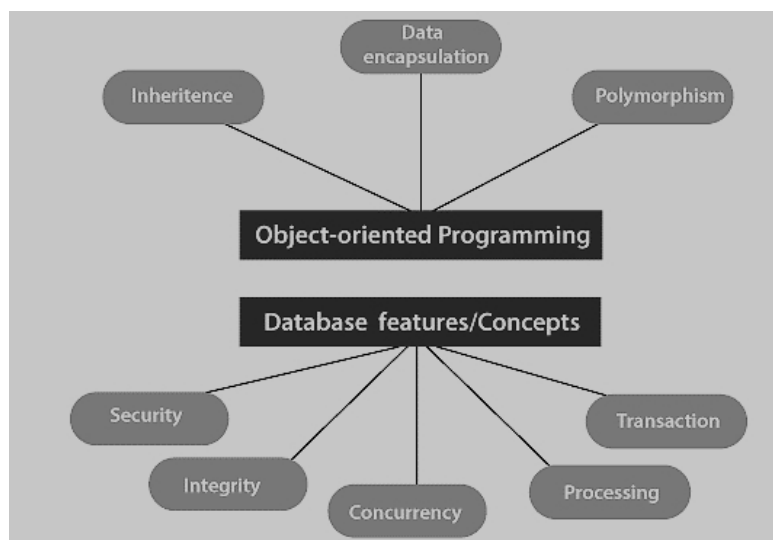 Data
encapsulation
Inheritence
Polymorphism
Object-oriented Programming
Database features/Concepts
Security
Transaction
Integrity
Processing
Concurrency